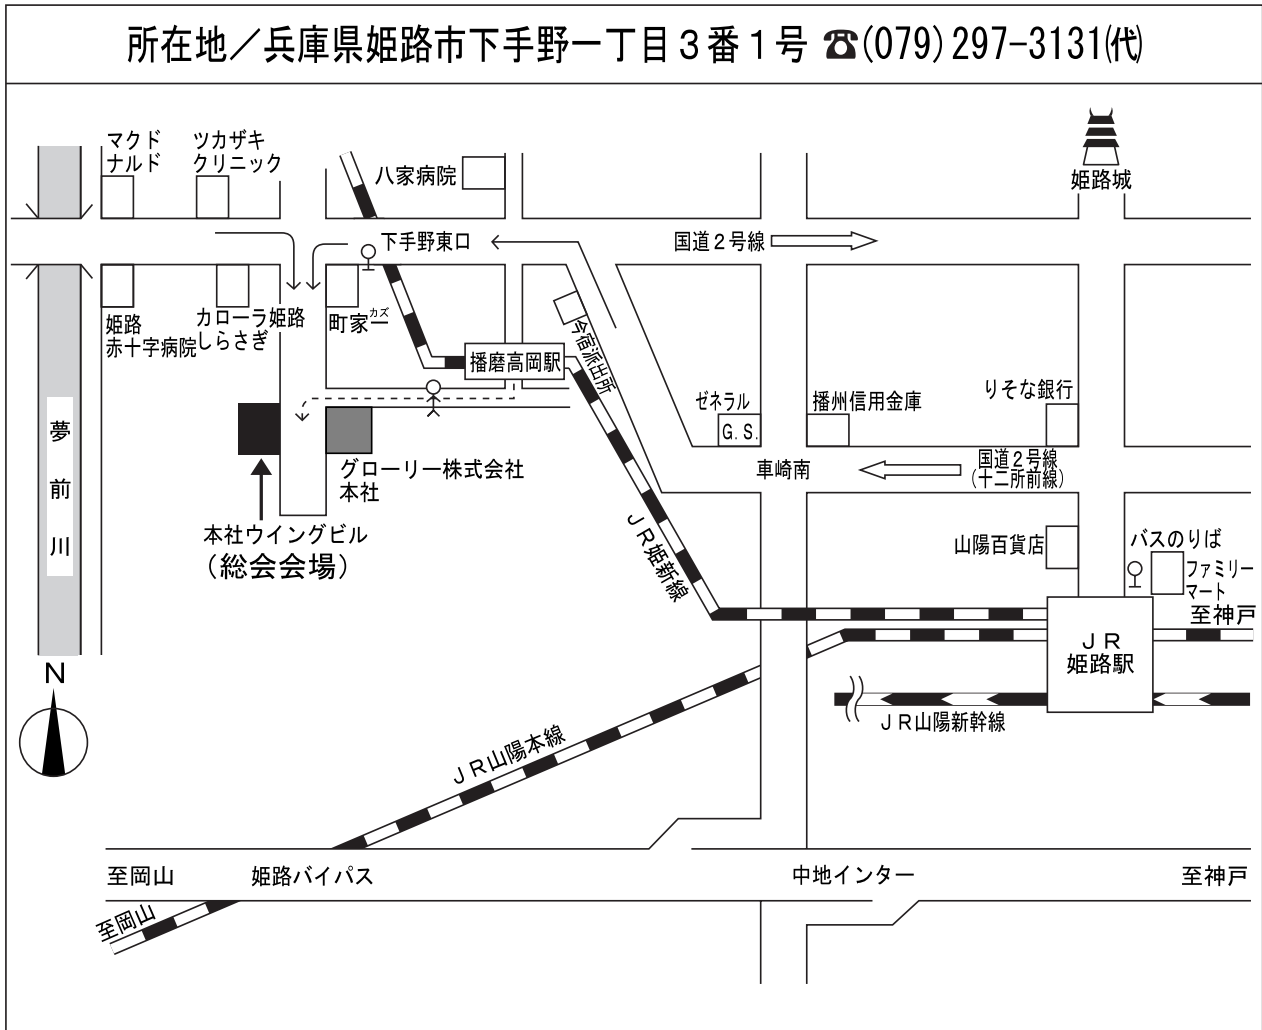 所在地／兵庫県姫路市下手野一丁目３番１号 ☎(079)297-3131(代)
マクド
ナルド
ツカザキ
クリニック
八家病院
姫路城
下手野東口
国道２号線
姫路
赤十字病院
カローラ姫路
しらさぎ
町家一
カズ
今宿派出所
播磨高岡駅
ゼネラル
G.S.
播州信用金庫
りそな銀行
夢前川
グローリー株式会社
本社
車崎南
国道２号線
(十二所前線)
本社ウイングビル
(総会会場)
ＪＲ姫新線
山陽百貨店
バスのりば
ファミリー
マート
至神戸
ＪＲ
姫路駅
N
ＪＲ山陽新幹線
ＪＲ山陽本線
至岡山
姫路バイパス
中地インター
至神戸
至岡山